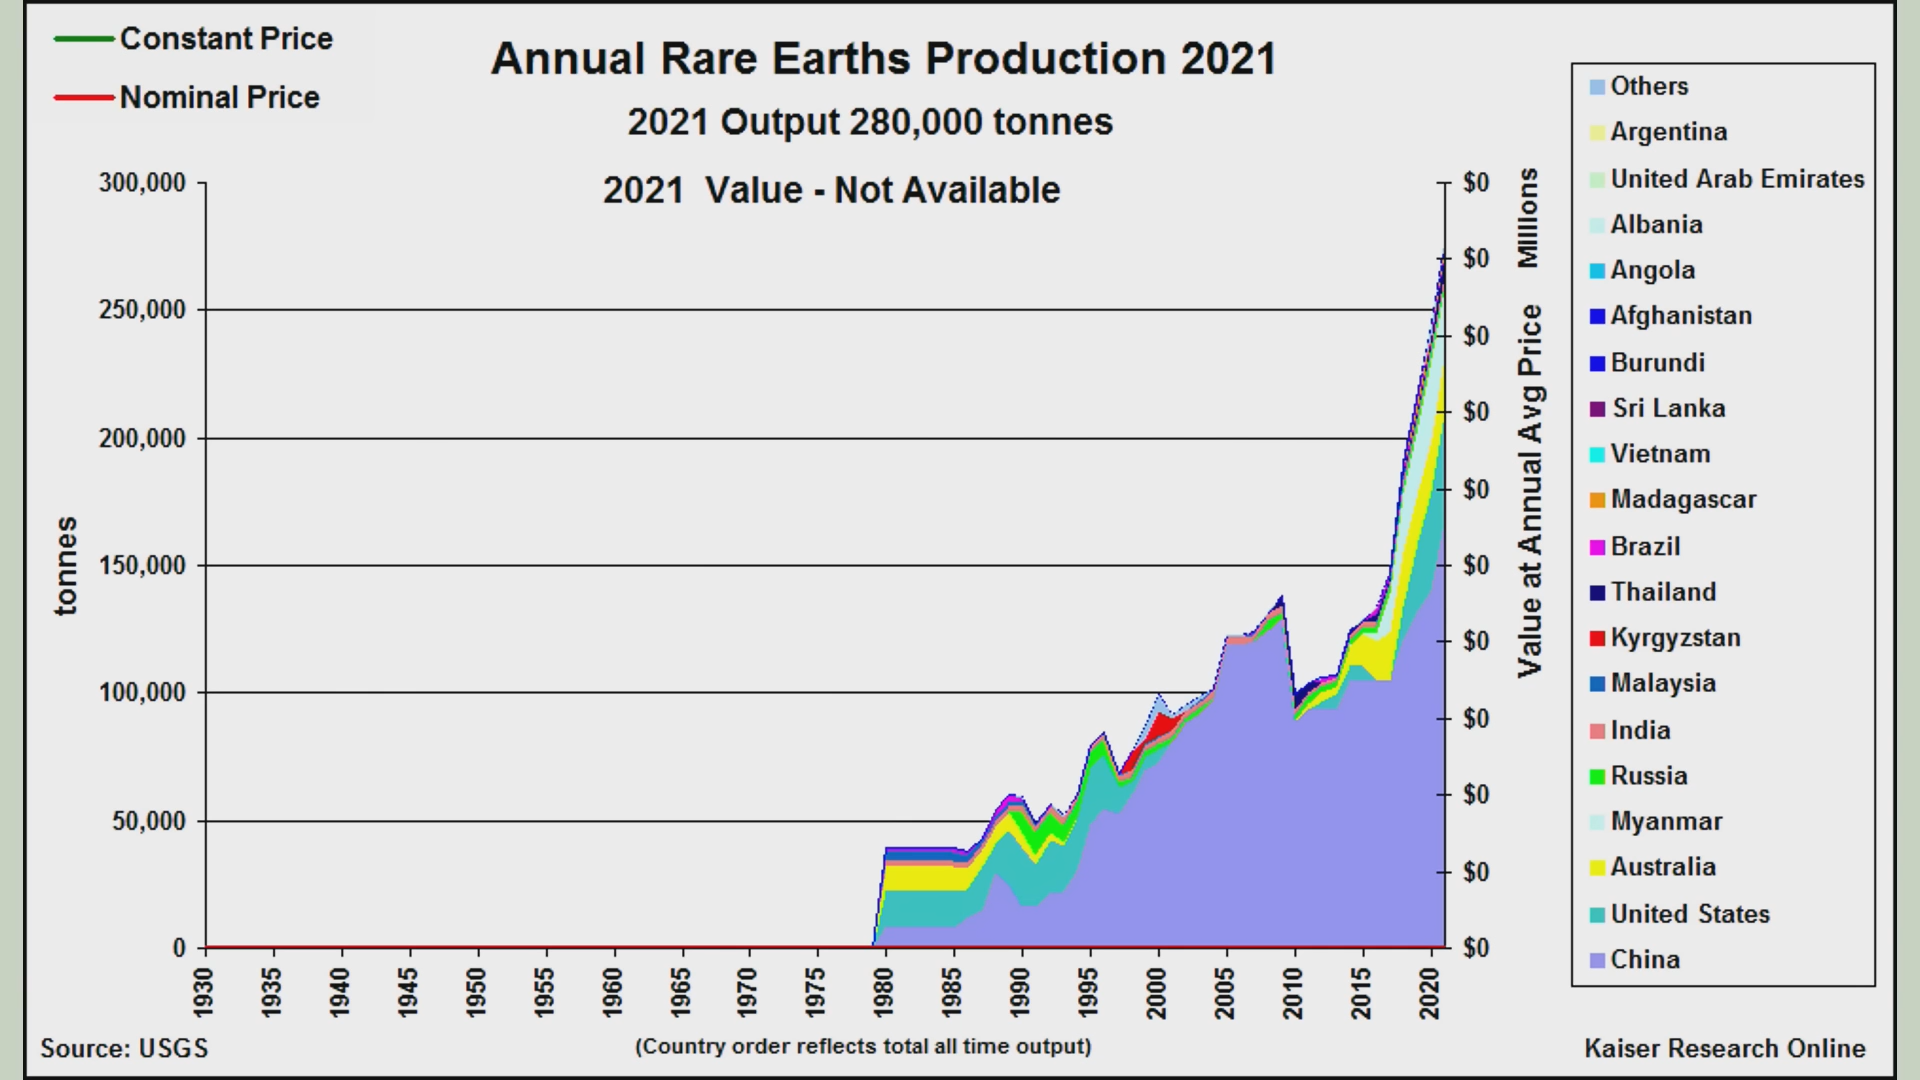 Constant Price
Nominal Price
Annual Rare Earths Production 2021
2021 Output 280,000 tonnes
2021 Value - Not Available
tonnes
300,000
250,000
200,000
150,000
100,000
50,000
0
1930
1935
1940
1945
1950
1955
1960
1965
1970
1975
1980
1985
1990
1995
2000
2005
2010
2015
2020
$0
$0
$0
$0
$0
$0
$0
$0
$0
$0
$0
Value at Annual Avg Price Millions
Others
Argentina
United Arab Emirates
Albania
Angola
Afghanistan
Burundi
Sri Lanka
Vietnam
Madagascar
Brazil
Thailand
Kyrgyzstan
Malaysia
India
Russia
Myanmar
Australia
United States
China
Source: USGS
(Country order reflects total all time output)
Kaiser Research Online